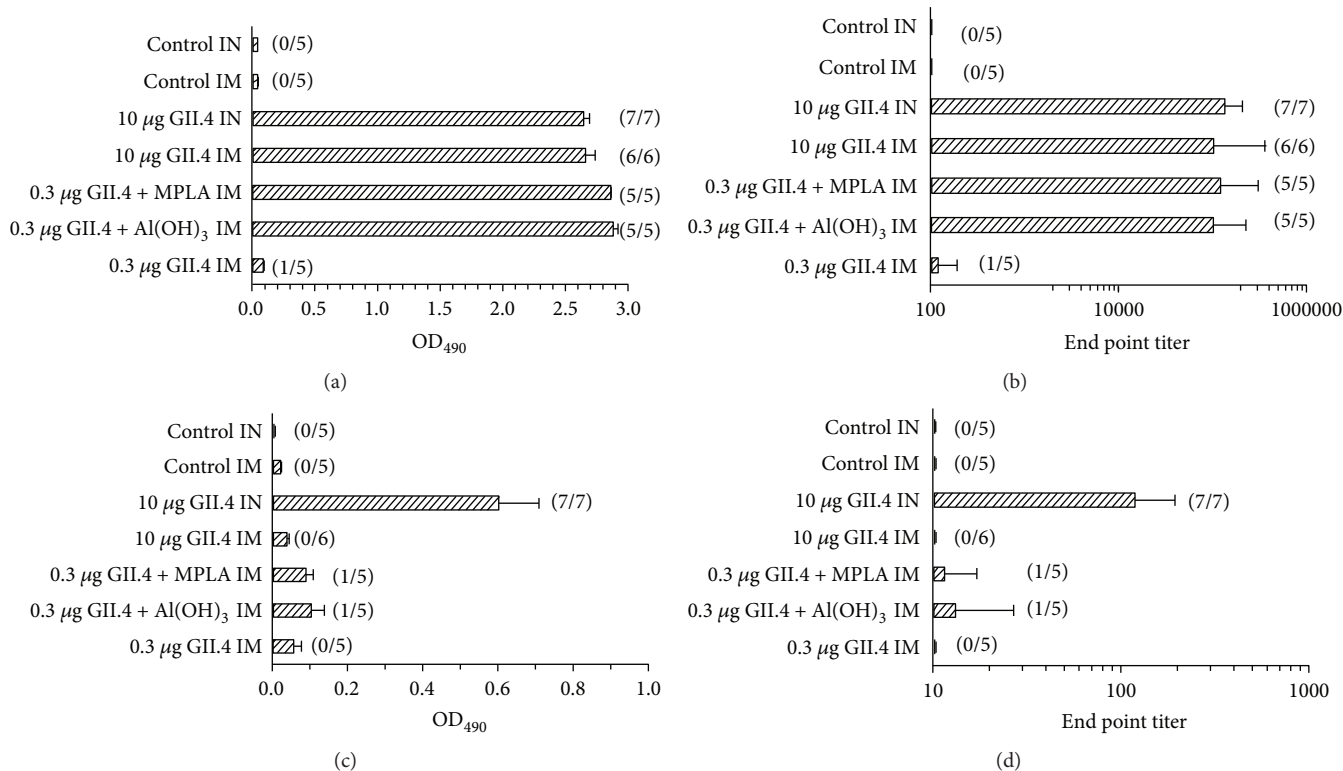 Control IN (0/5)
Control IM (0/5)
10 μg GII.4 IN (7/7)
10 μg GII.4 IM (6/6)
0.3 μg GII.4 + MPLA IM (5/5)
0.3 μg GII.4 + Al(OH)₃ IM (5/5)
0.3 μg GII.4 IM (1/5)
0.0 0.5 1.0 1.5 2.0 2.5 3.0
OD₄₉₀
(a)
Control IN (0/5)
Control IM (0/5)
10 μg GII.4 IN (7/7)
10 μg GII.4 IM (6/6)
0.3 μg GII.4 + MPLA IM (5/5)
0.3 μg GII.4 + Al(OH)₃ IM (5/5)
0.3 μg GII.4 IM (1/5)
100 10000 1000000
End point titer
(b)
Control IN (0/5)
Control IM (0/5)
10 μg GII.4 IN (7/7)
10 μg GII.4 IM (0/6)
0.3 μg GII.4 + MPLA IM (1/5)
0.3 μg GII.4 + Al(OH)₃ IM (1/5)
0.3 μg GII.4 IM (0/5)
0.0 0.2 0.4 0.6 0.8 1.0
OD₄₉₀
(c)
Control IN (0/5)
Control IM (0/5)
10 μg GII.4 IN (7/7)
10 μg GII.4 IM (0/6)
0.3 μg GII.4 + MPLA IM (1/5)
0.3 μg GII.4 + Al(OH)₃ IM (1/5)
0.3 μg GII.4 IM (0/5)
10 100 1000
End point titer
(d)